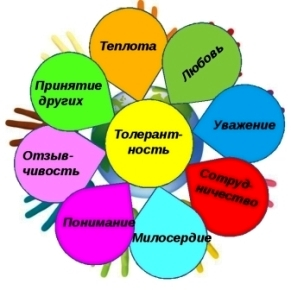 Теплота
Любовь
Принятие
других
Толерант-
ность
Уважение
Отзыв-
чивость
Сотруд-
ничество
Понимание
Милосердие